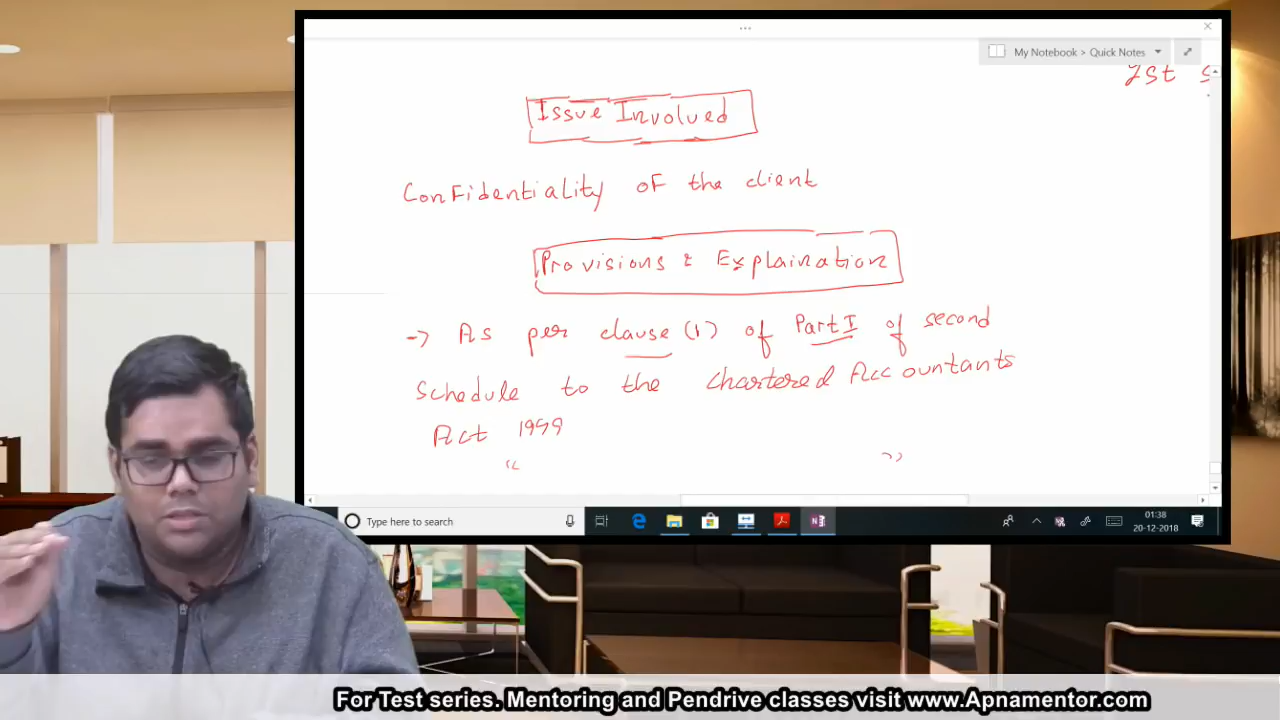 My Notebook > Quick Notes
Issue Involved
Confidentiality of the client
Provisions & Explaination
-> As per clause (1) of Part I of second
Schedule to the Chartered Accountants
Act 1949
“ ”
Type here to search
01:38
20-12-2018
For Test series. Mentoring and Pendrive classes visit www.Apnamentor.com